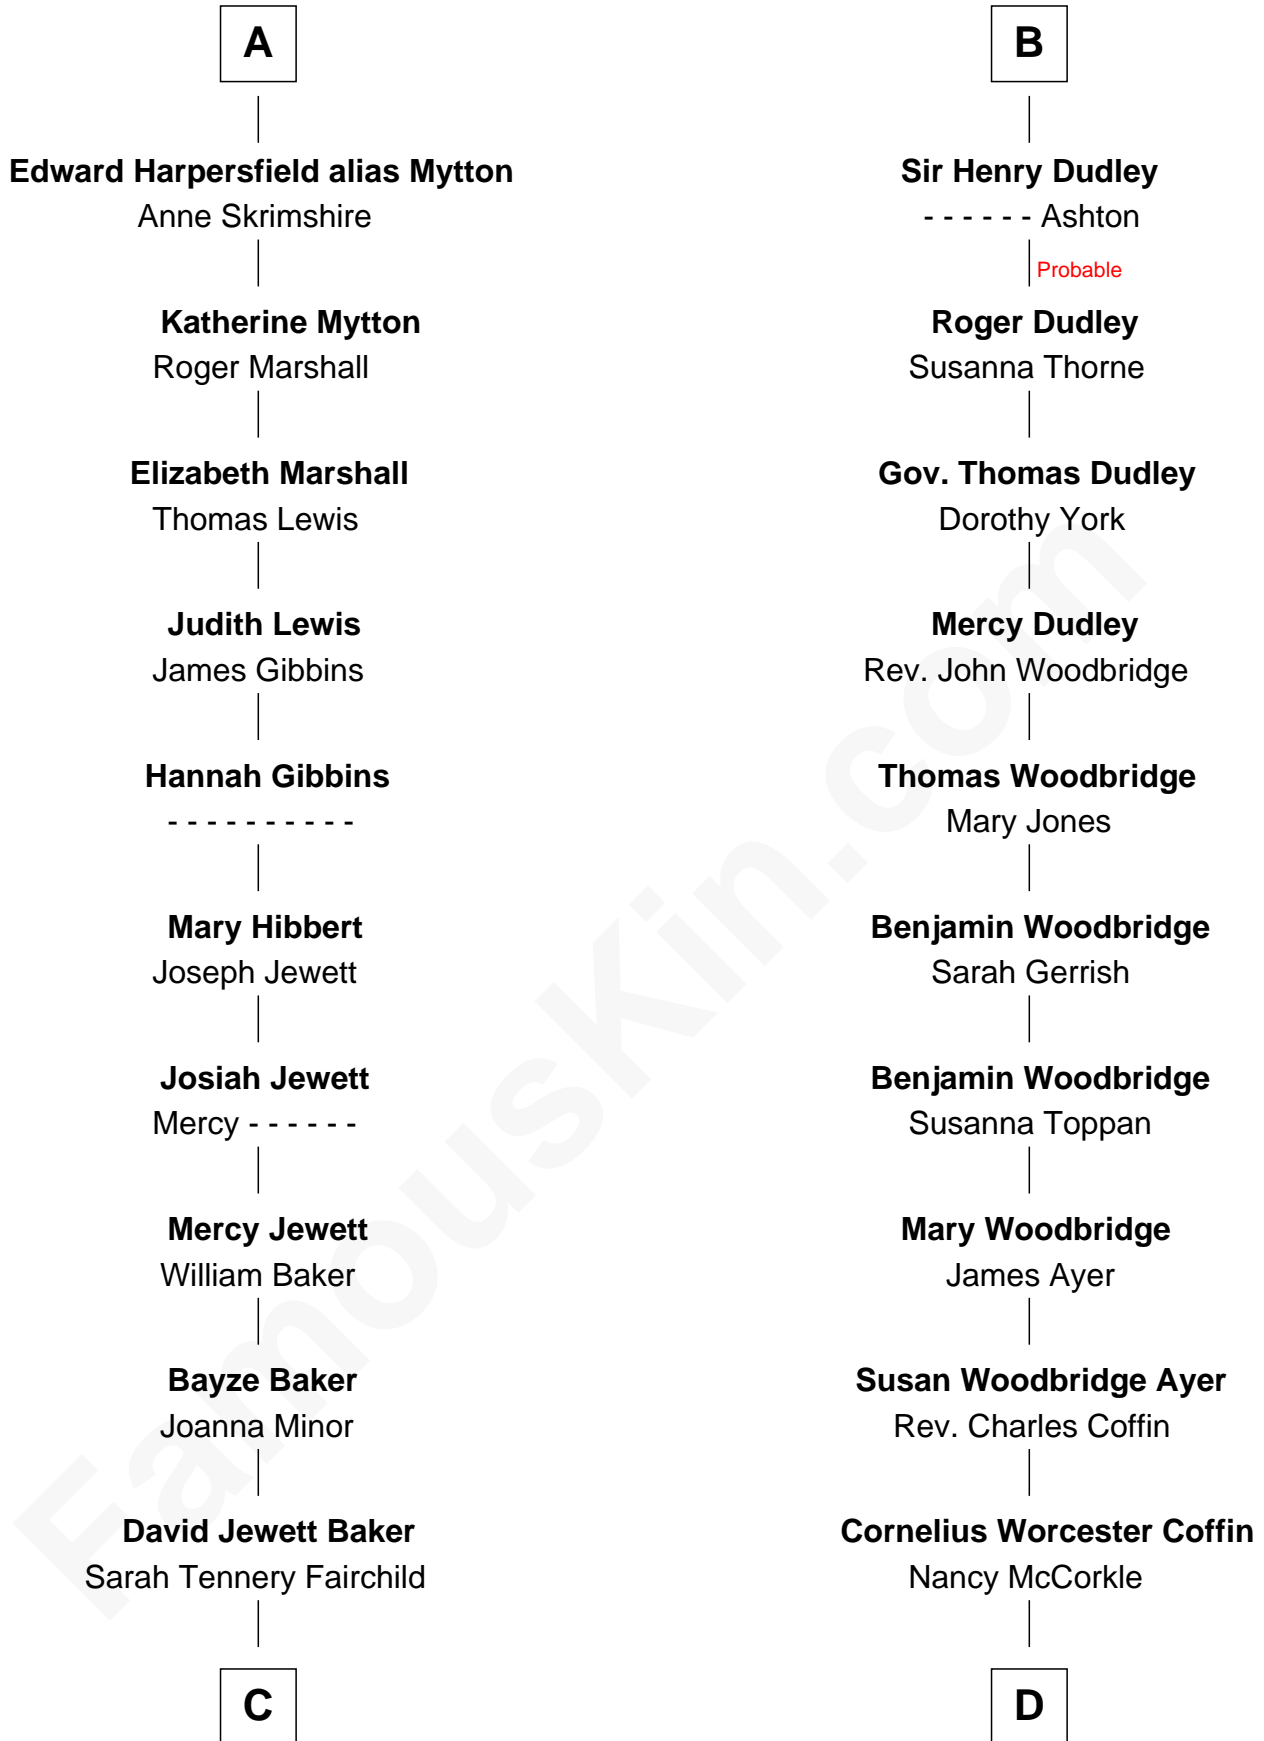 A
Edward Harpersfield alias Mytton
Anne Skrimshire
Katherine Mytton
Roger Marshall
Elizabeth Marshall
Thomas Lewis
Judith Lewis
James Gibbins
Hannah Gibbins
- - - - - - - - - -
Mary Hibbert
Joseph Jewett
Josiah Jewett
Mercy - - - - - -
Mercy Jewett
William Baker
Bayze Baker
Joanna Minor
David Jewett Baker
Sarah Tennery Fairchild
C
B
Sir Henry Dudley
- - - - - - Ashton
Probable
Roger Dudley
Susanna Thorne
Gov. Thomas Dudley
Dorothy York
Mercy Dudley
Rev. John Woodbridge
Thomas Woodbridge
Mary Jones
Benjamin Woodbridge
Sarah Gerrish
Benjamin Woodbridge
Susanna Toppan
Mary Woodbridge
James Ayer
Susan Woodbridge Ayer
Rev. Charles Coffin
Cornelius Worcester Coffin
Nancy McCorkle
D
FamousKin.com